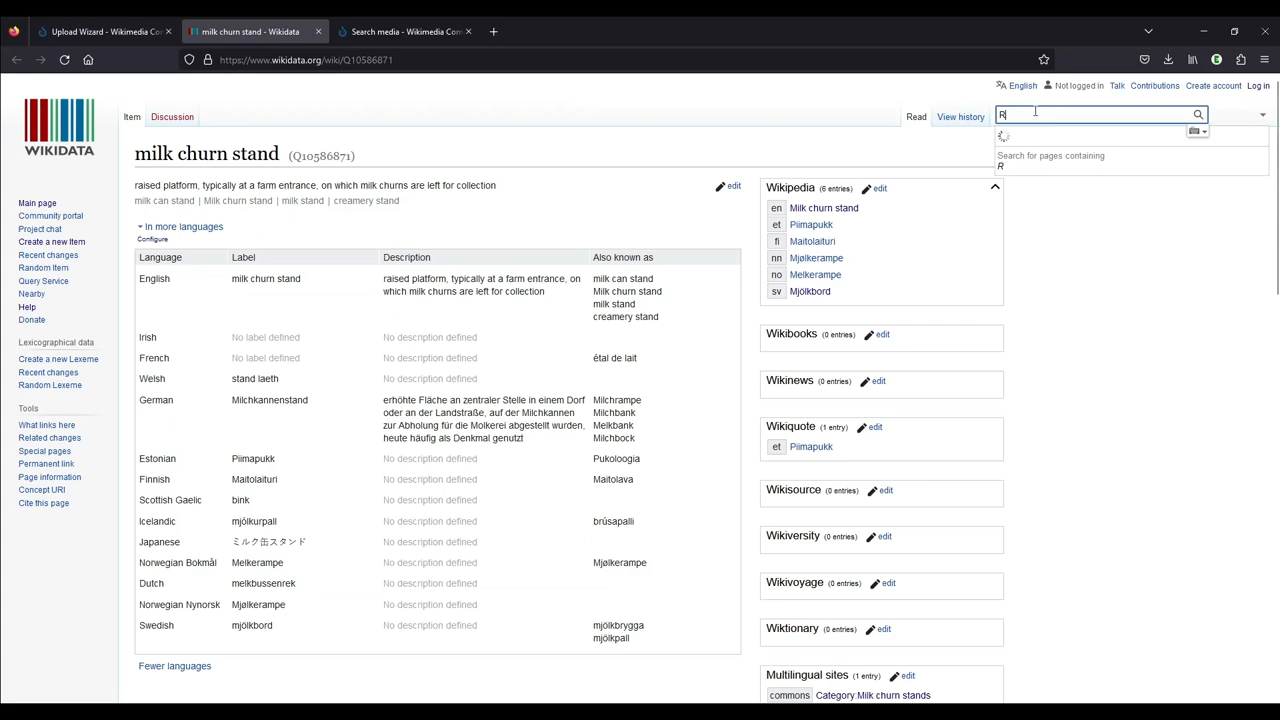 Upload Wizard - Wikimedia Co
milk churn stand - Wikidata
Search media - Wikimedia Com
https://www.wikidata.org/wiki/Q10586871
English Not logged in Talk Contributions Create account Log in
WIKIDATA
Item Discussion
Read View history
R
Search for pages containing
R
milk churn stand (Q10586871)
raised platform, typically at a farm entrance, on which milk churns are left for collection
edit
milk can stand | Milk churn stand | milk stand | creamery stand
In more languages
Configure
Language Label Description Also known as
English milk churn stand raised platform, typically at a farm entrance, on milk can stand
which milk churns are left for collection Milk churn stand
milk stand
creamery stand
Irish No label defined No description defined
French No label defined No description defined étal de lait
Welsh stand laeth No description defined
German Milchkannenstand erhöhte Fläche an zentraler Stelle in einem Dorf Milchrampe
oder an der Landstraße, auf der Milchkannen Milchbank
zur Abholung für die Molkerei abgestellt wurden, Melkbank
heute häufig als Denkmal genutzt Milchbock
Estonian Piimapukk No description defined Pukoloogia
Finnish Maitolaituri No description defined Maitolava
Scottish Gaelic bink No description defined
Icelandic mjólkurpall No description defined brúsapalli
Japanese ミルク缶スタンド No description defined
Norwegian Bokmål Melkerampe No description defined Mjølkerampe
Dutch melkbussenrek No description defined
Norwegian Nynorsk Mjølkerampe No description defined
Swedish mjölkbord No description defined mjölkbrygga
mjölkpall
Fewer languages
Main page
Community portal
Project chat
Create a new Item
Recent changes
Random Item
Query Service
Nearby
Help
Donate
Lexicographical data
Create a new Lexeme
Recent changes
Random Lexeme
Tools
What links here
Related changes
Special pages
Permanent link
Page information
Concept URI
Cite this page
Wikipedia (6 entries) edit
en Milk churn stand
et Piimapukk
fi Maitolaituri
nn Mjølkerampe
no Melkerampe
sv Mjölkbord
Wikibooks (0 entries) edit
Wikinews (0 entries) edit
Wikiquote (1 entry) edit
et Piimapukk
Wikisource (0 entries) edit
Wikiversity (0 entries) edit
Wikivoyage (0 entries) edit
Wiktionary (0 entries) edit
Multilingual sites (1 entry) edit
commons Category:Milk churn stands